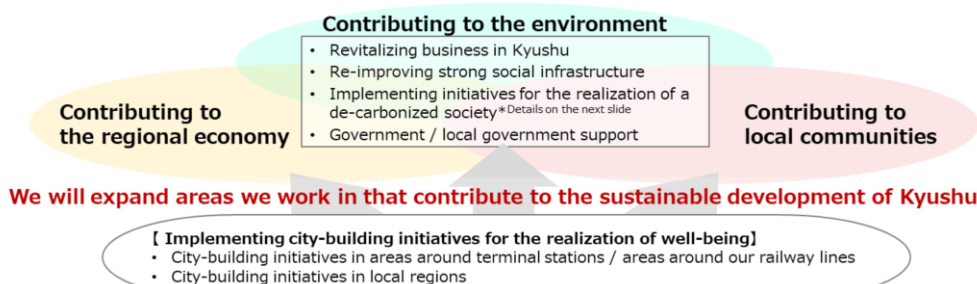 Contributing to the environment
• Revitalizing business in Kyushu
• Re-improving strong social infrastructure
• Implementing initiatives for the realization of a
de-carbonized society*Details on the next slide
• Government / local government support
Contributing to
the regional economy
Contributing to
local communities
We will expand areas we work in that contribute to the sustainable development of Kyushu
【 Implementing city-building initiatives for the realization of well-being】
• City-building initiatives in areas around terminal stations / areas around our railway lines
• City-building initiatives in local regions